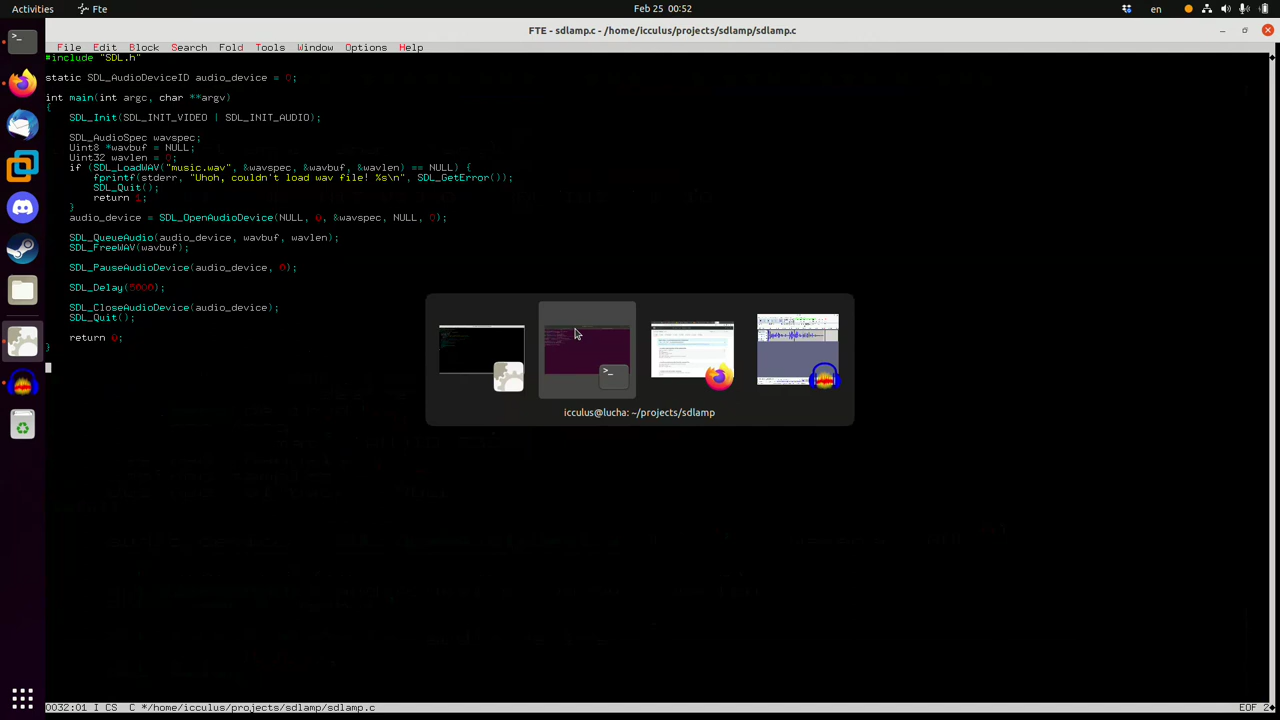 Activities
Fte
Feb 25 00:52
en
FTE - sdlamp.c - /home/icculus/projects/sdlamp/sdlamp.c
File Edit Block Search Fold Tools Window Options Help
#include "SDL.h"
static SDL_AudioDeviceID audio_device = 0;
int main(int argc, char **argv)
{
SDL_Init(SDL_INIT_VIDEO | SDL_INIT_AUDIO);
SDL_AudioSpec wavspec;
Uint8 *wavbuf = NULL;
Uint32 wavlen = 0;
if (SDL_LoadWAV("music.wav", &wavspec, &wavbuf, &wavlen) == NULL) {
fprintf(stderr, "Uhoh, couldn't load wav file! %s\n", SDL_GetError());
SDL_Quit();
return 1;
}
audio_device = SDL_OpenAudioDevice(NULL, 0, &wavspec, NULL, 0);
SDL_QueueAudio(audio_device, wavbuf, wavlen);
SDL_FreeWAV(wavbuf);
SDL_PauseAudioDevice(audio_device, 0);
SDL_Delay(5000);
SDL_CloseAudioDevice(audio_device);
SDL_Quit();
return 0;
}
icculus@lucha: ~/projects/sdlamp
0032:01 I CS C */home/icculus/projects/sdlamp/sdlamp.c
EOF 2